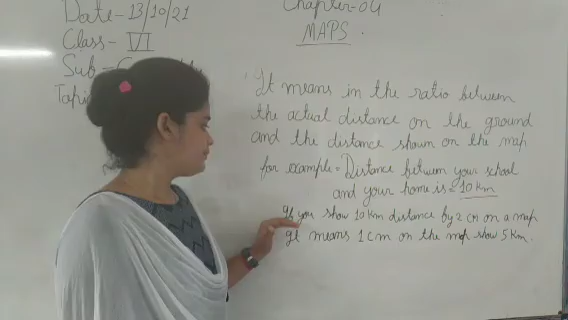 Date-13/10/21
Chapter-04
Class-VI
MAPS.
Sub-
It means in the ratio between
the actual distance on the ground
and the distance shown on the map
for example=Distance between your school
and your home is=10 km
If you show 10 Km distance by 2 cm on a map
It means 1 cm on the map show 5 Km.